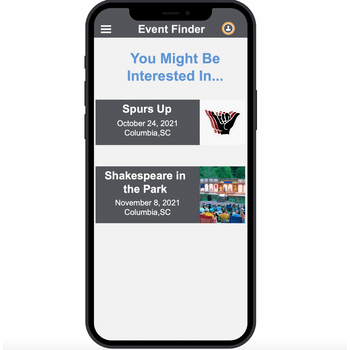 Event Finder
You Might Be
Interested In...
Spurs Up
October 24, 2021
Columbia,SC
Shakespeare in
the Park
November 8, 2021
Columbia,SC